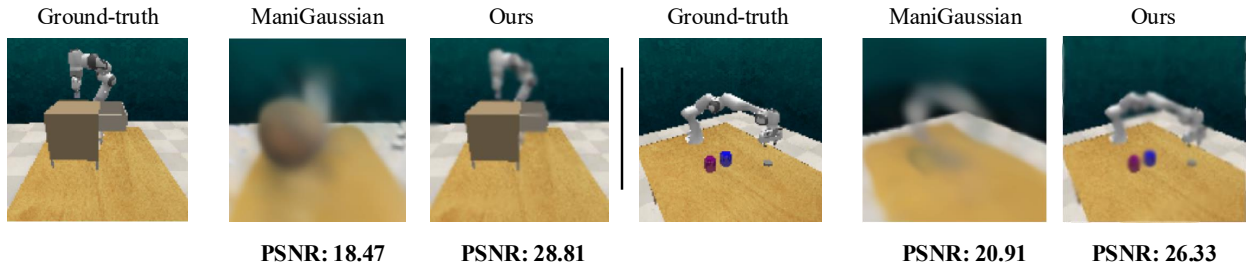 Ground-truth
ManiGaussian
Ours
Ground-truth
ManiGaussian
Ours
PSNR: 18.47
PSNR: 28.81
PSNR: 20.91
PSNR: 26.33